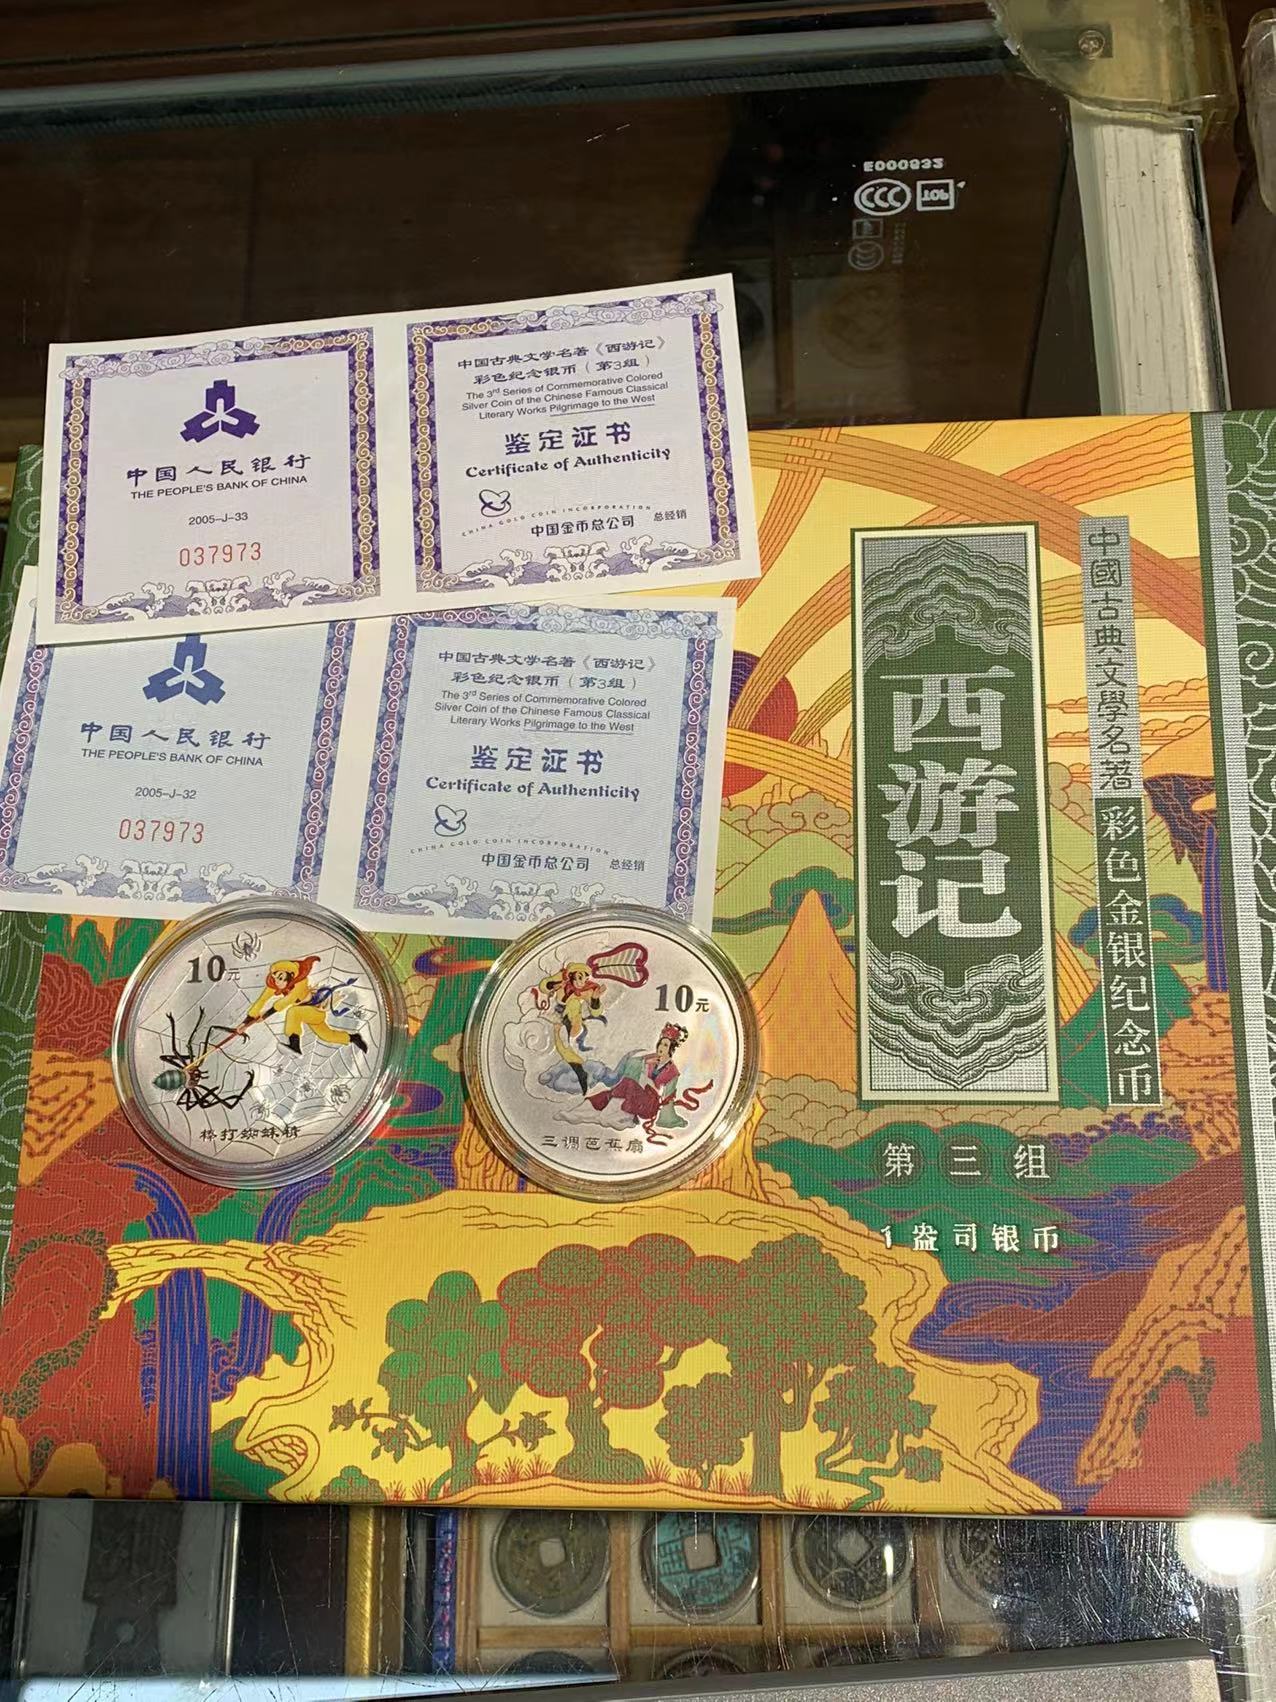 E000832
CCC
TOP
中国人民银行
THE PEOPLE'S BANK OF CHINA
2005-J-33
037973
中国古典文学名著《西游记》
彩色纪念银币（第3组）
The 3rd Series of Commemorative Colored
Silver Coin of the Chinese Famous Classical
Literary Works Pilgrimage to the West
鉴定证书
Certificate of Authenticity
CHINA GOLD COIN INCORPORATION
中国金币总公司 总经销
中国人民银行
THE PEOPLE'S BANK OF CHINA
2005-J-32
037973
中国古典文学名著《西游记》
彩色纪念银币（第3组）
The 3rd Series of Commemorative Colored
Silver Coin of the Chinese Famous Classical
Literary Works Pilgrimage to the West
鉴定证书
Certificate of Authenticity
CHINA GOLD COIN INCORPORATION
中国金币总公司 总经销
中國古典文學名著彩色金银纪念币
西游记
第三组
1盎司银币
10元
棒打蜘蛛精
10元
三调芭蕉扇